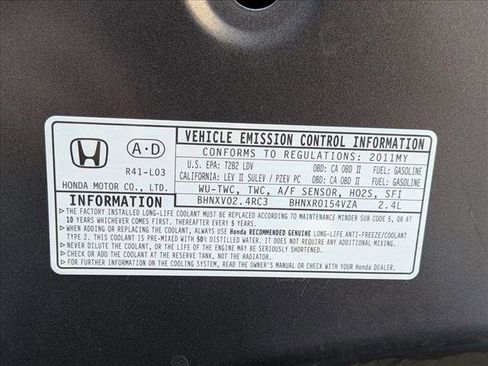 VEHICLE EMISSION CONTROL INFORMATION
A-D
CONFORMS TO REGULATIONS: 2011MY
R41-L03
U.S. EPA: T2B2 LDV OBD: CA OBD II FUEL: GASOLINE
CALIFORNIA: LEV II SULEV / PZEV PC OBD: CA OBD II FUEL: GASOLINE
HONDA MOTOR CO., LTD.
WU-TWC, TWC, A/F SENSOR, HO2S, SFI
INFORMATION
BHNXV02.4RC3 BHNXR0154VZA 2.4L
▶THE FACTORY INSTALLED LONG-LIFE COOLANT MUST BE REPLACED ACCORDING TO MAINTENANCE MINDER SUB CODE 5, OR AT
10 YEARS WHICHEVER COMES FIRST. THEREAFTER EVERY 5 YEARS.
▶WHEN ADDING OR REPLACING THE COOLANT, ALWAYS USE Honda RECOMMENDED GENUINE LONG-LIFE ANTI-FREEZE/COOLANT
TYPE 2. THIS COOLANT IS PRE-MIXED WITH 50% DISTILLED WATER. IT DOES NOT REQUIRE ANY ADDITIONAL MIXING.
▶NEVER DILUTE THE COOLANT, OR THE LIFE OF THE ENGINE MAY BE SERIOUSLY SHORTENED.
▶CHECK OR ADD THE COOLANT AT THE RESERVE TANK, NOT THE RADIATOR.
▶FOR FURTHER INFORMATION ON THE COOLING SYSTEM, READ THE OWNER'S MANUAL OR CHECK WITH YOUR Honda DEALER.